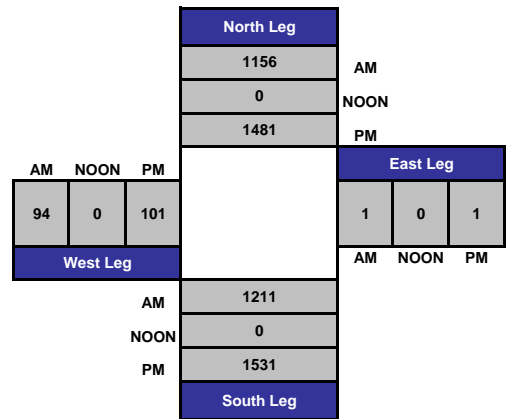 North Leg
1156
AM
0
NOON
1481
PM
AM NOON PM
East Leg
94 0 101
1 0 1
West Leg
AM NOON PM
AM
1211
NOON
0
PM
1531
South Leg